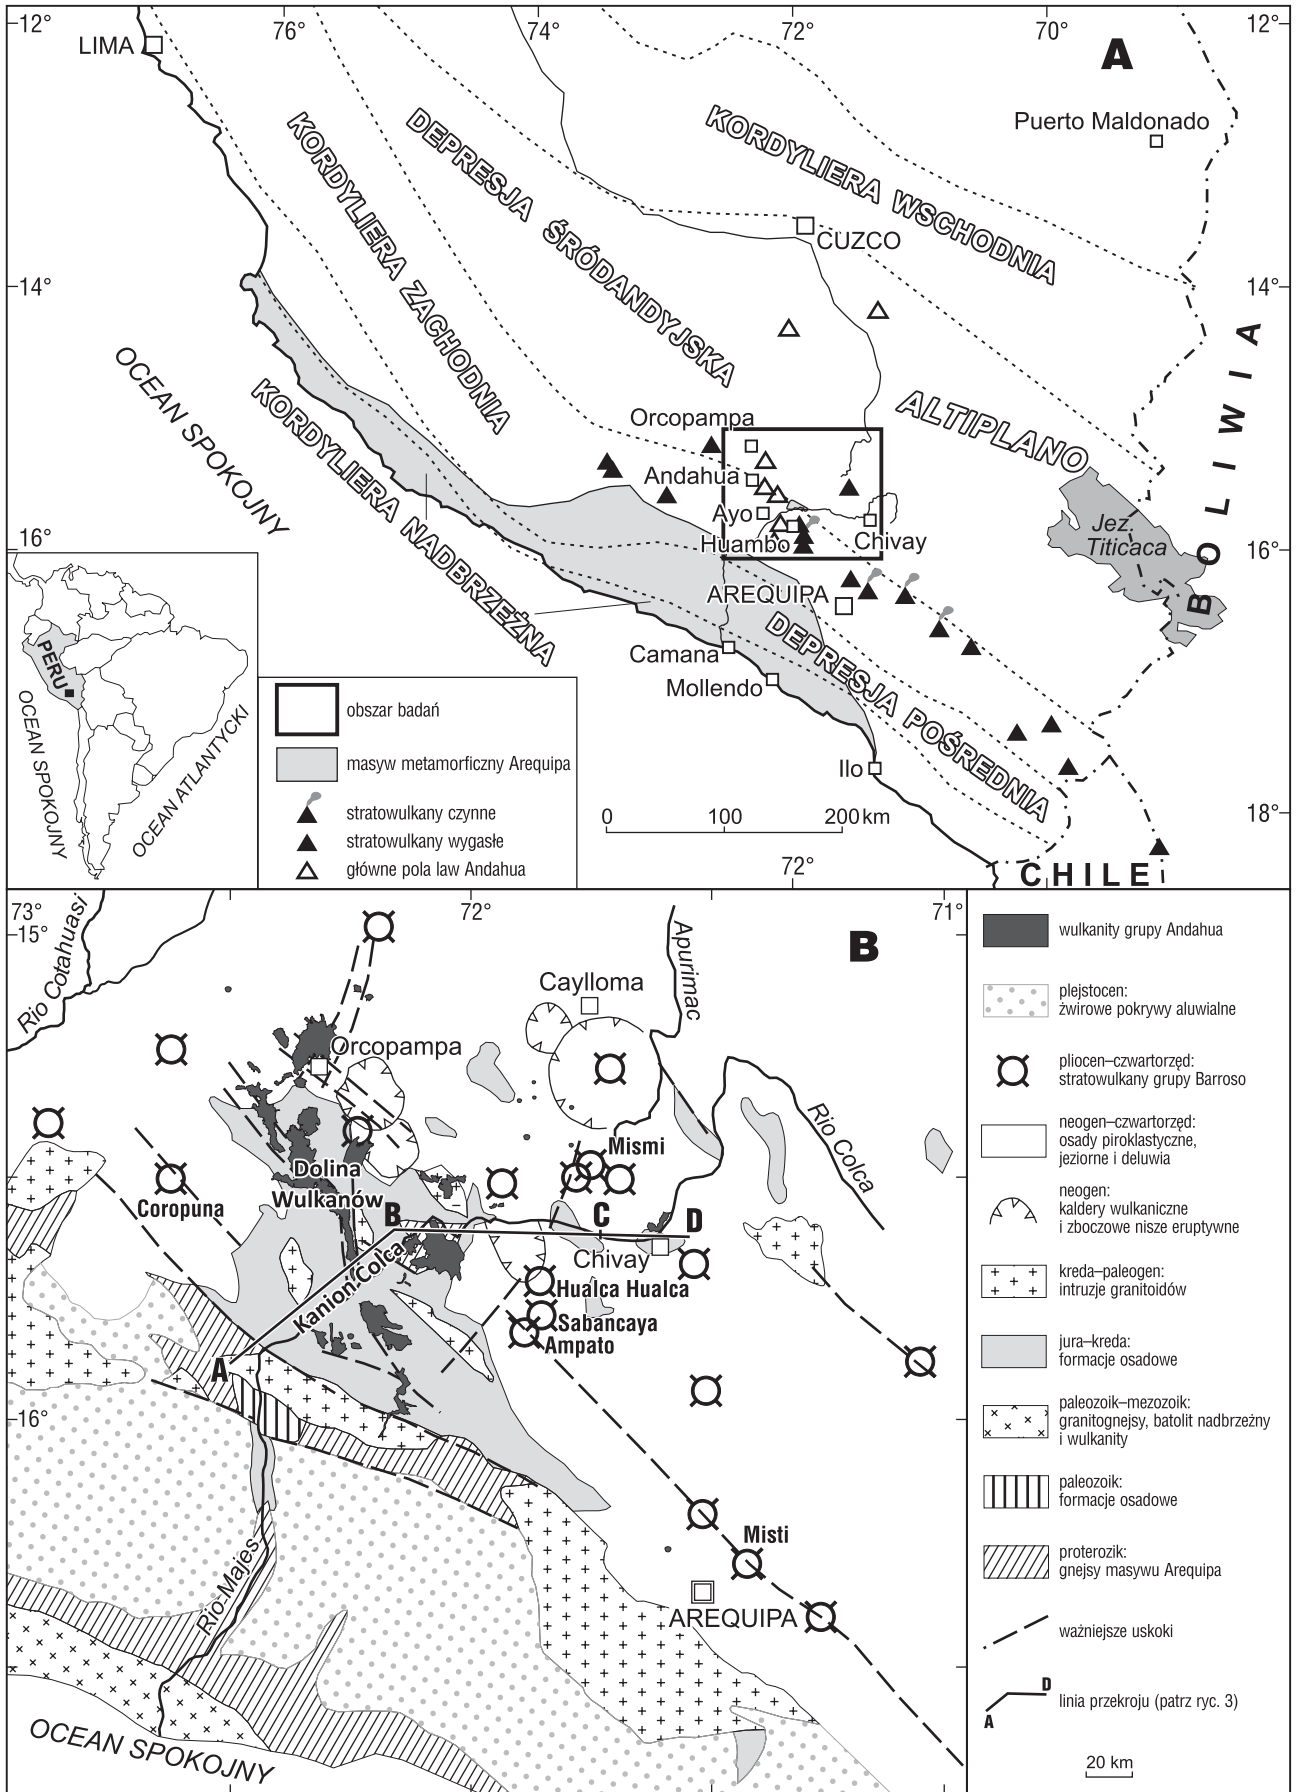 12°
76°
74°
72°
70°
12°
LIMA
A
Puerto Maldonado
KORDYLIERA WSCHODNIA
DEPRESJA ŚRÓDANDYJSKA
KORDYLIERA ZACHODNIA
CUZCO
14°
14°
OCEAN SPOKOJNY
KORDYLIERA NADBRZEŻNA
ALTIPLANO
BOLIWIA
Orcopampa
Andahua
Ayo
Huambo
Chivay
Jez.
Titicaca
16°
16°
AREQUIPA
DEPRESJA POŚREDNIA
Camana
Mollendo
Ilo
PERU
OCEAN SPOKOJNY
OCEAN ATLANTYCKI
obszar badań
masyw metamorficzny Arequipa
stratowulkany czynne
stratowulkany wygasłe
główne pola law Andahua
0 100 200 km
18°
72°
CHILE
73°
15°
72°
71°
B
Rio Cotahuasi
Apurimac
Caylloma
Orcopampa
Rio Colca
Mismi
Dolina
Wulkanów
Coropuna
B
C
D
Chivay
Kanion Colca
Hualca Hualca
Sabancaya
Ampato
A
16°
Misti
AREQUIPA
Rio-Majes
OCEAN SPOKOJNY
wulkanity grupy Andahua
plejstocen:
żwirowe pokrywy aluwialne
pliocen–czwartorzęd:
stratowulkany grupy Barroso
neogen–czwartorzęd:
osady piroklastyczne,
jeziorne i deluwia
neogen:
kaldery wulkaniczne
i zboczowe nisze eruptywne
kreda–paleogen:
intruzje granitoidów
jura–kreda:
formacje osadowe
paleozoik–mezozoik:
granitognejsy, batolit nadbrzeżny
i wulkanity
paleozoik:
formacje osadowe
proterozik:
gnejsy masywu Arequipa
ważniejsze uskoki
D
linia przekroju (patrz ryc. 3)
A
20 km